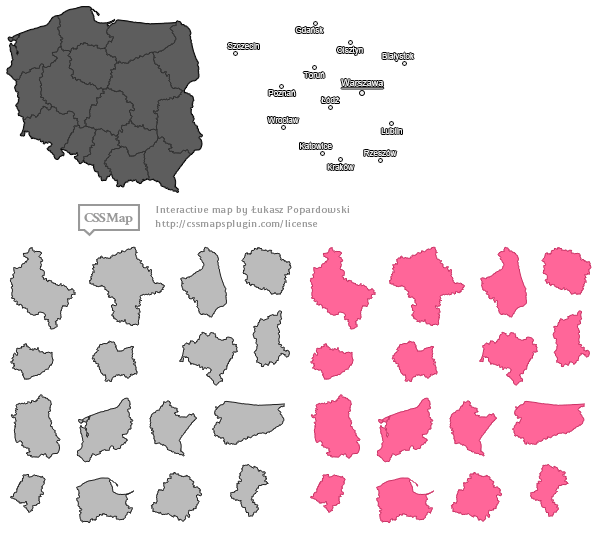 Gdańsk
Szczecin
Olsztyn
Białystok
Toruń
Warszawa
Poznań
Łódź
Wrocław
Lublin
Katowice
Rzeszów
Kraków
CSSMap
Interactive map by Łukasz Popardowski
http://cssmapsplugin.com/license